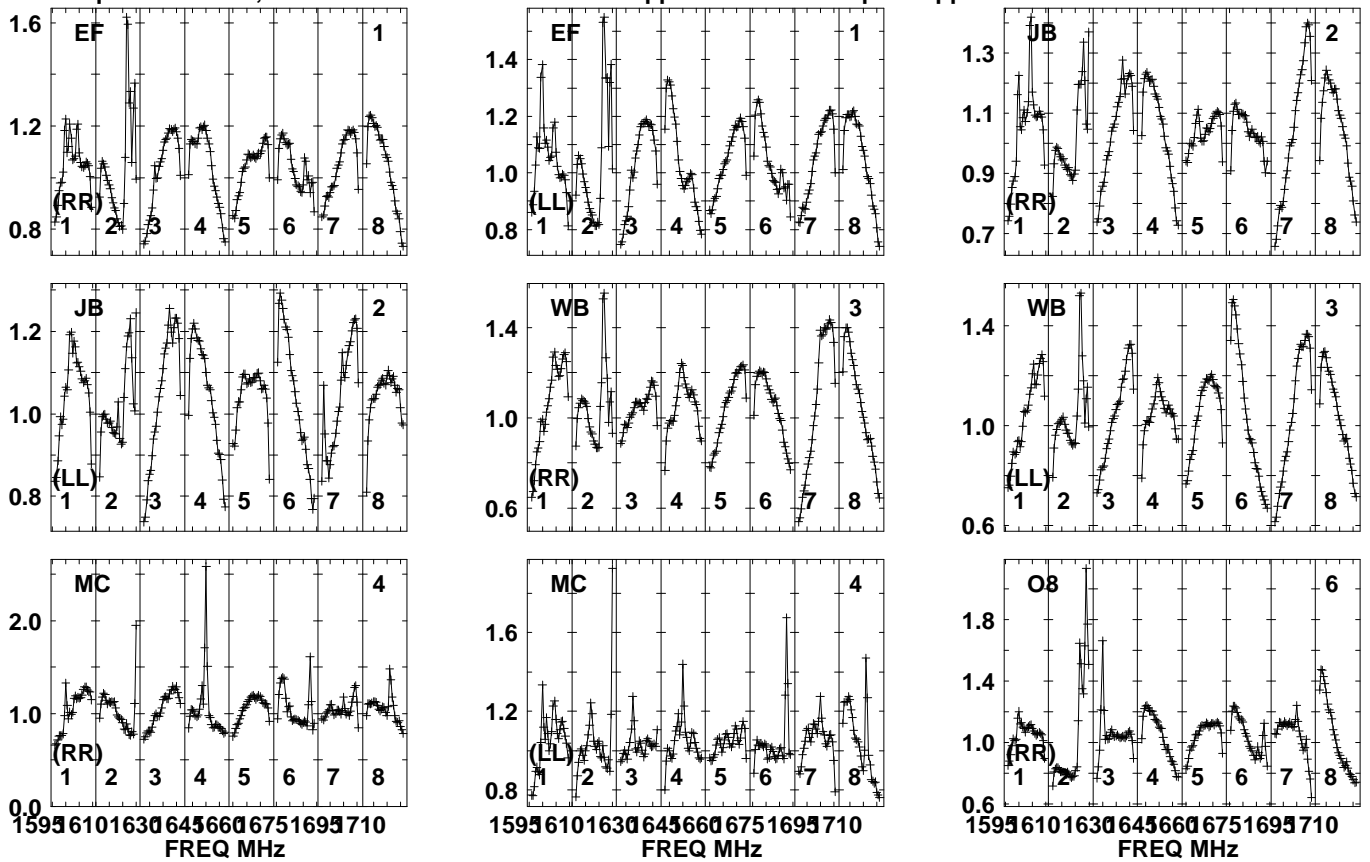 EF 1
1.6
1.2
0.8
(RR)
1 2 3 4 5 6 7 8
EF 1
1.4
1.2
1.0
0.8
(LL)
1 2 3 4 5 6 7 8
JB 2
1.3
1.1
0.9
0.7
(RR)
1 2 3 4 5 6 7 8
JB 2
1.2
1.0
0.8
(LL)
1 2 3 4 5 6 7 8
WB 3
1.4
1.0
0.6
(RR)
1 2 3 4 5 6 7 8
WB 3
1.4
1.0
0.6
(LL)
1 2 3 4 5 6 7 8
MC 4
2.0
1.0
0.0
(RR)
1 2 3 4 5 6 7 8
1595 1610 1630 1645 1660 1675 1695 1710
FREQ MHz
MC 4
1.6
1.2
0.8
(LL)
1 2 3 4 5 6 7 8
1595 1610 1630 1645 1660 1675 1695 1710
FREQ MHz
O8 6
1.8
1.4
1.0
0.6
(RR)
1 2 3 4 5 6 7 8
1595 1610 1630 1645 1660 1675 1695 1710
FREQ MHz